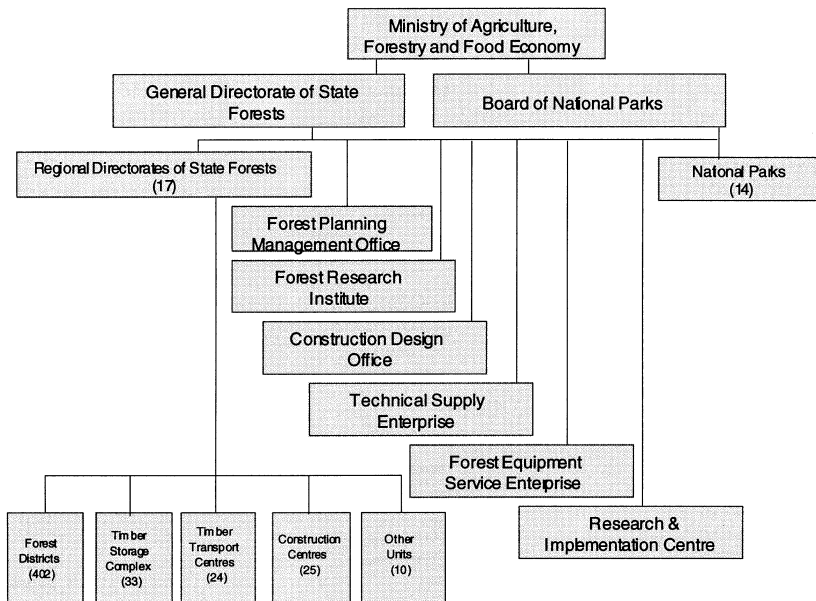 Ministry of Agriculture,
Forestry and Food Economy
General Directorate of State
Forests
Board of National Parks
Regional Directorates of State Forests
(17)
National Parks
(14)
Forest Planning
Management Office
Forest Research
Institute
Construction Design
Office
Technical Supply
Enterprise
Forest Equipment
Service Enterprise
Research &
Implementation Centre
Forest
Districts
(402)
Timber
Storage
Complex
(33)
Timber
Transport
Centres
(24)
Construction
Centres
(25)
Other
Units
(10)